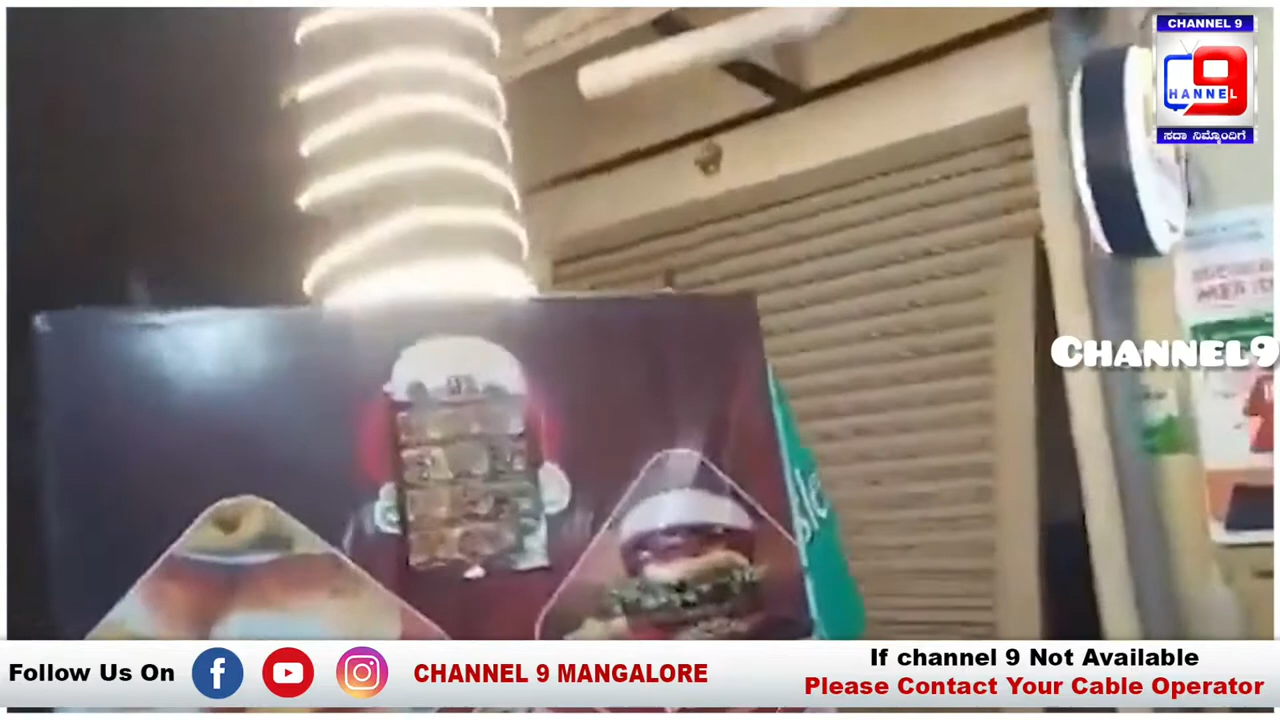 CHANNEL 9
9
HANNEL
ಸದಾ ನಿಮ್ಮೊಂದಿಗೆ
CHANNEL9
Follow Us On
CHANNEL 9 MANGALORE
If channel 9 Not Available
Please Contact Your Cable Operator